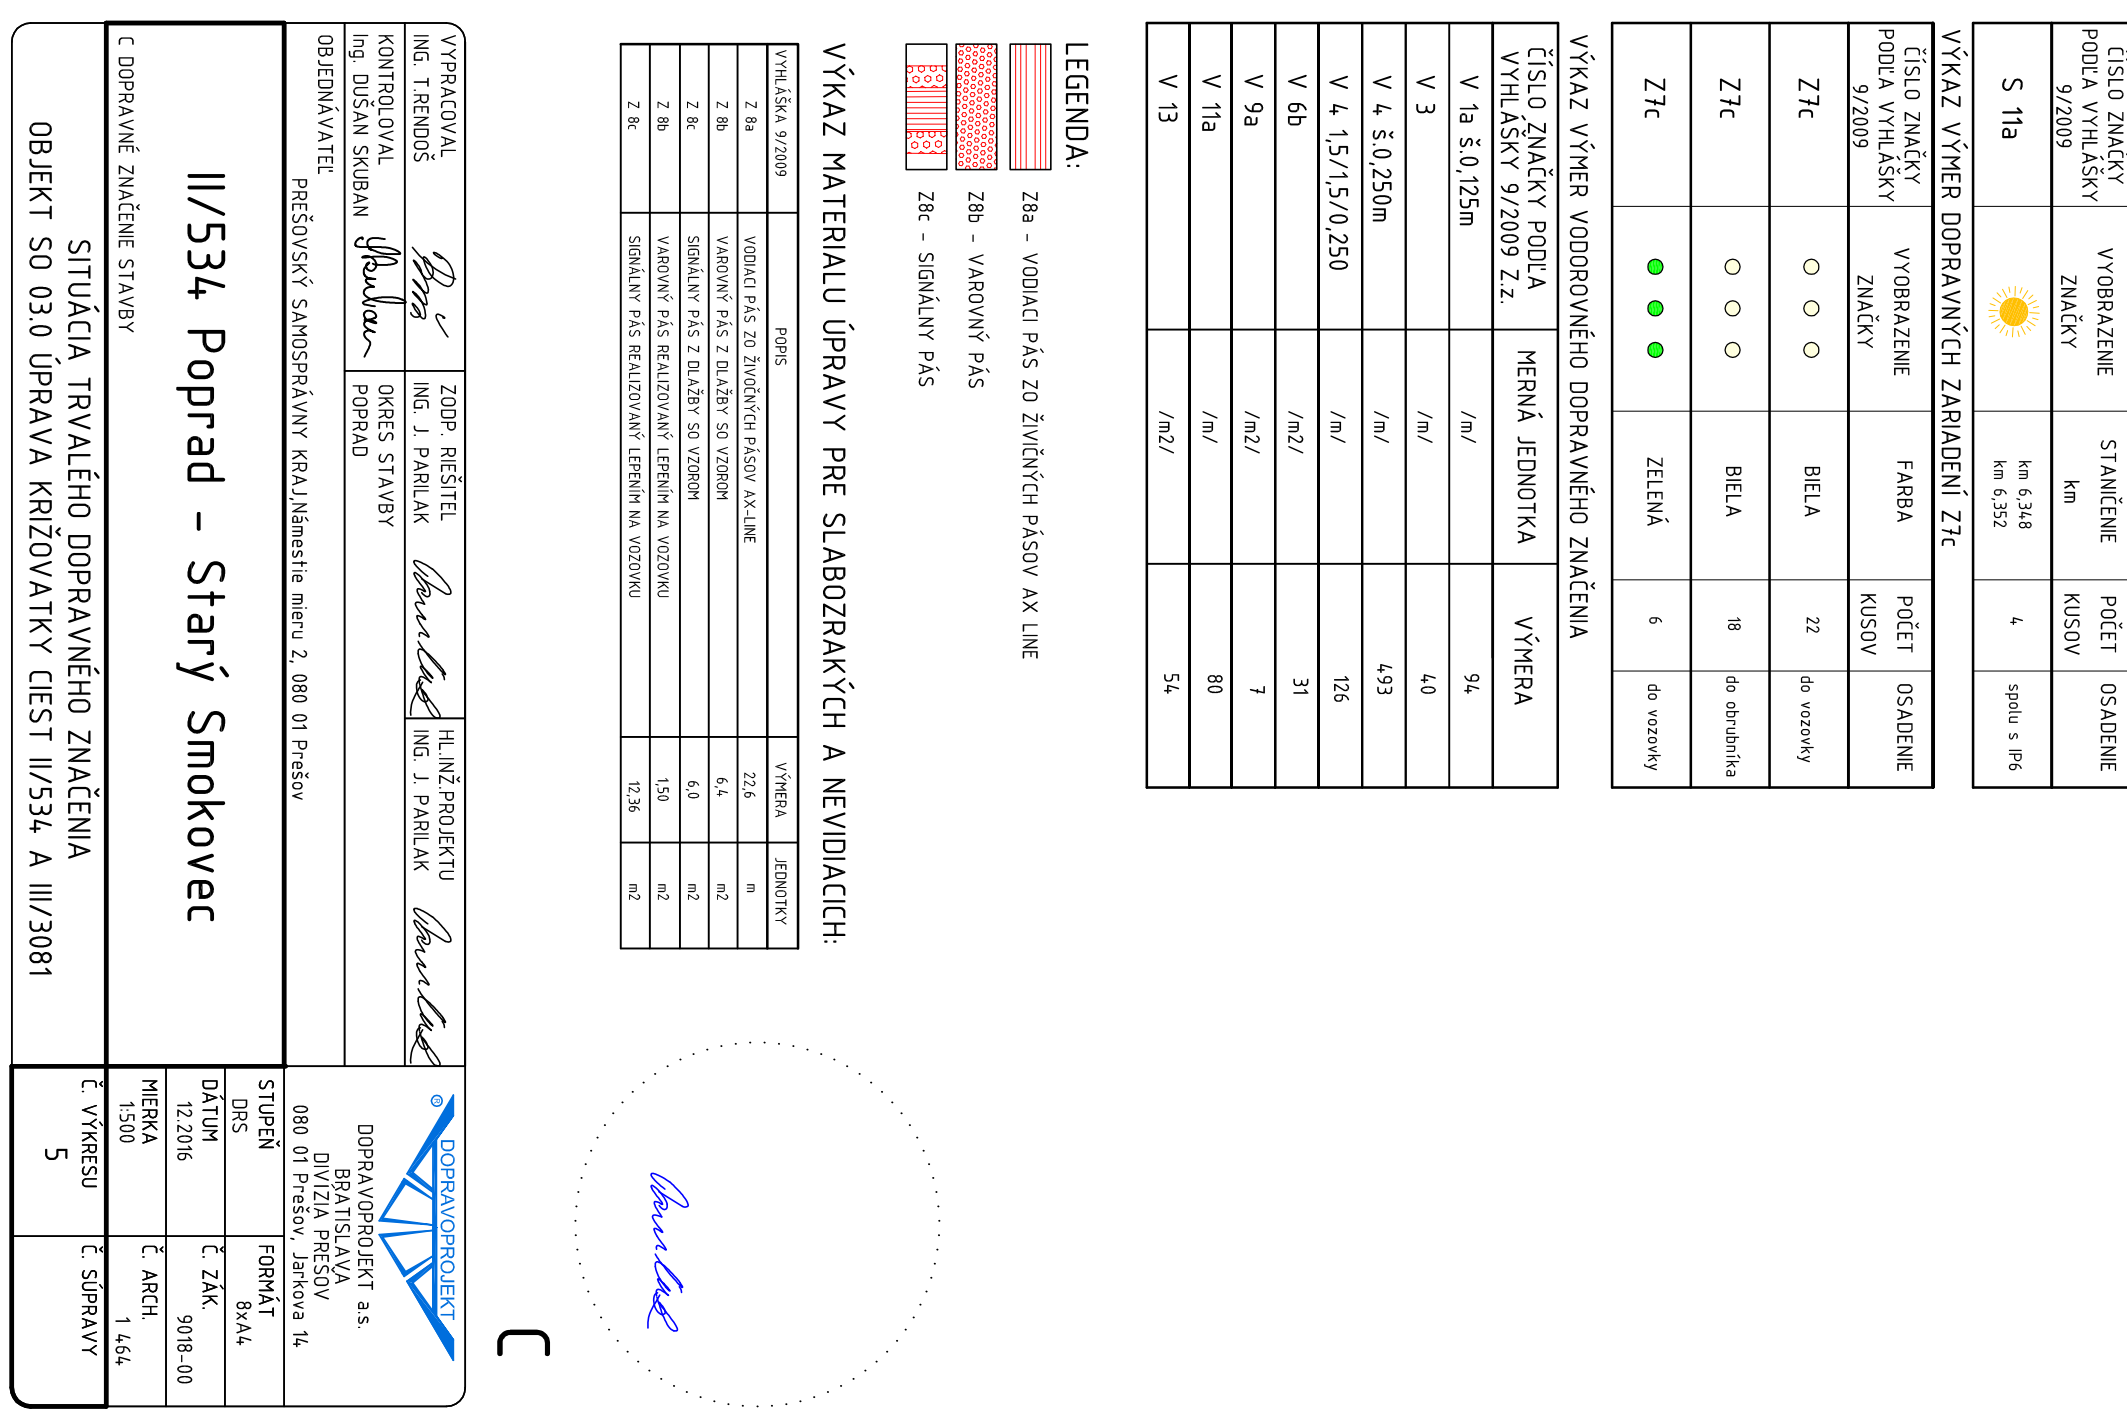 ČÍSLO ZNAČKY PODĽA VYHLÁŠKY 9/2009
VYOBRAZENIE ZNAČKY
STANIČENIE km
POČET KUSOV
OSADENIE
S 11a
km 6,348
km 6,352
4
spolu s IP6
VÝKAZ VÝMER DOPRAVNÝCH ZARIADENÍ Z7c
ČÍSLO ZNAČKY PODĽA VYHLÁŠKY 9/2009
VYOBRAZENIE ZNAČKY
FARBA
POČET KUSOV
OSADENIE
Z7c BIELA 22 do vozovky
Z7c BIELA 18 do obrubníka
Z7c ZELENÁ 6 do vozovky
VÝKAZ VÝMER VODOROVNÉHO DOPRAVNÉHO ZNAČENIA
ČÍSLO ZNAČKY PODĽA VYHLÁŠKY 9/2009 Z.z.
MERNÁ JEDNOTKA
VÝMERA
V 1a š.0,125m /m/ 94
V 3 /m/ 40
V 4 š.0,250m /m/ 493
V 4 1,5/1,5/0,250 /m/ 126
V 6b /m2/ 31
V 9a /m2/ 7
V 11a /m/ 80
V 13 /m2/ 54
LEGENDA:
Z8a - VODIACI PÁS ZO ŽIVIČNÝCH PÁSOV AX LINE
Z8b - VAROVNÝ PÁS
Z8c - SIGNÁLNY PÁS
VÝKAZ MATERIALU ÚPRAVY PRE SLABOZRAKÝCH A NEVIDIACICH:
VYHLÁŠKA 9/2009 POPIS VÝMERA JEDNOTKY
Z 8a VODIACI PÁS ZO ŽIVOČNÝCH PÁSOV AX-LINE 22,6 m
Z 8b VAROVNÝ PÁS Z DLAŽBY SO VZOROM 6,4 m2
Z 8c SIGNÁLNY PÁS Z DLAŽBY SO VZOROM 6,0 m2
Z 8b VAROVNÝ PÁS REALIZOVANÝ LEPENÍM NA VOZOVKU 1,50 m2
Z 8c SIGNÁLNY PÁS REALIZOVANÝ LEPENÍM NA VOZOVKU 12,36 m2
VYPRACOVAL
ING. T.RENDOŠ
ZODP. RIEŠITEL
ING. J. PARILAK
HL.INŽ.PROJEKTU
ING. J. PARILAK
KONTROLOVAL
Ing. DUŠAN SKUBAN
OKRES STAVBY
POPRAD
OBJEDNÁVATEĽ
PREŠOVSKÝ SAMOSPRÁVNY KRAJ,Námestie mieru 2, 080 01 Prešov
II/534 Poprad - Starý Smokovec
C DOPRAVNÉ ZNAČENIE STAVBY
SITUÁCIA TRVALÉHO DOPRAVNÉHO ZNAČENIA
OBJEKT SO 03.0 ÚPRAVA KRIŽOVATKY CIEST II/534 A III/3081
DOPRAVOPROJEKT
®
DOPRAVOPROJEKT a.s.
BRATISLAVA
DIVÍZIA PREŠOV
080 01 Prešov, Jarkova 14
STUPEŇ
DRS
FORMÁT
8xA4
DÁTUM
12.2016
Č. ZÁK.
9018-00
MIERKA
1:500
Č. ARCH.
1 464
Č. VÝKRESU
5
Č. SÚPRAVY